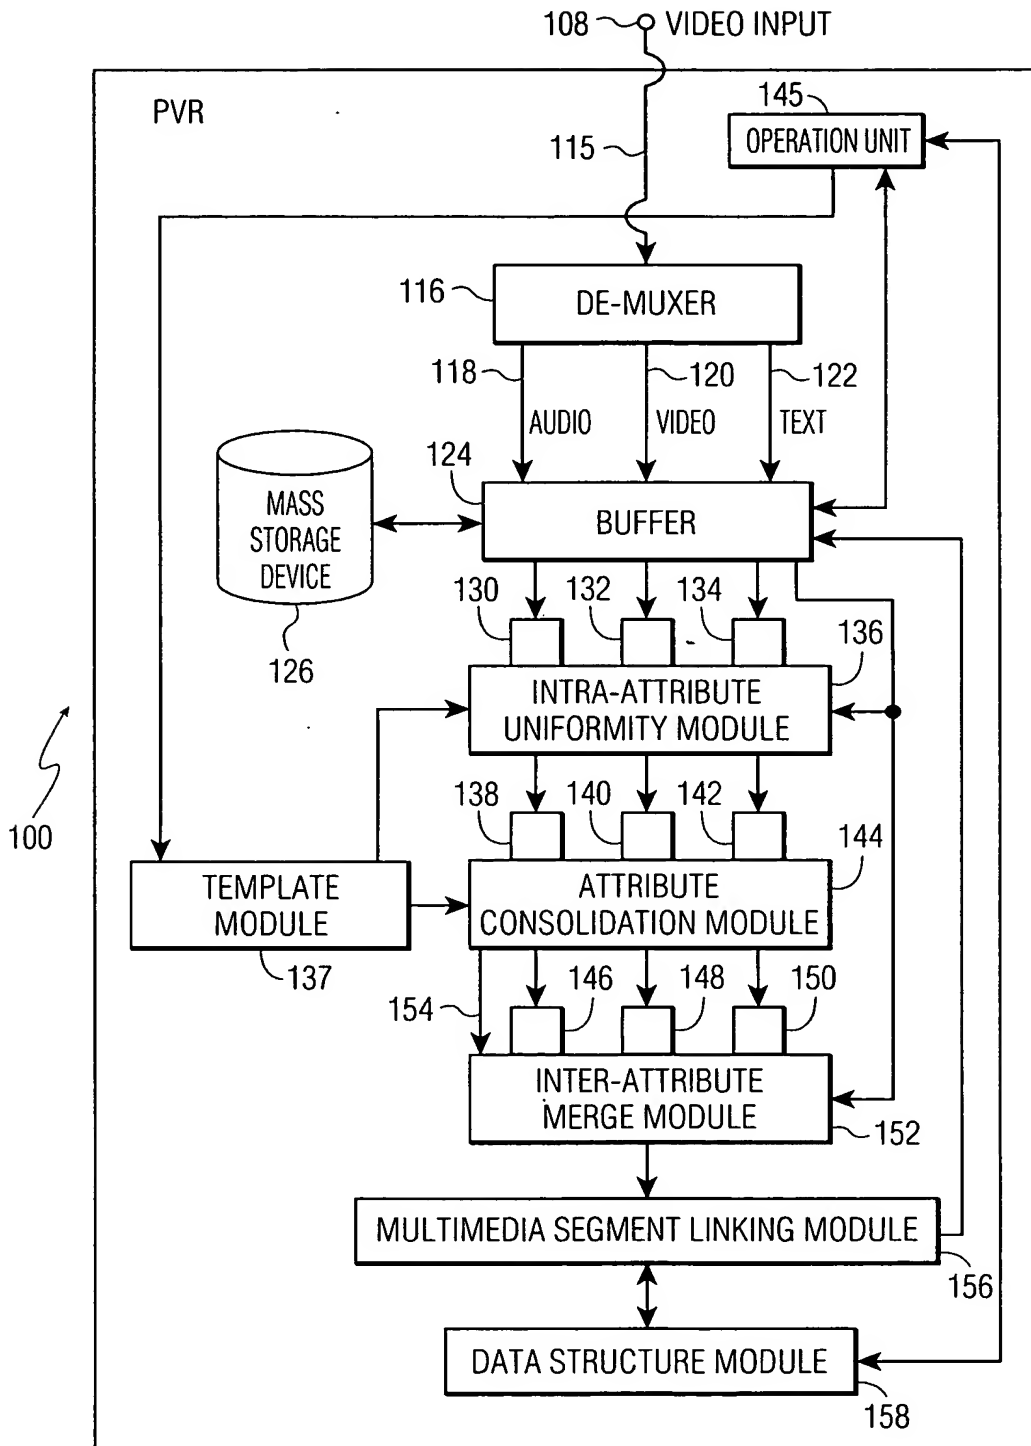 108 VIDEO INPUT
PVR
145
OPERATION UNIT
115
116
DE-MUXER
118
120
122
AUDIO
VIDEO
TEXT
124
MASS
STORAGE
DEVICE
BUFFER
126
130
132
134
136
INTRA-ATTRIBUTE
UNIFORMITY MODULE
100
138
140
142
144
TEMPLATE
MODULE
ATTRIBUTE
CONSOLIDATION MODULE
137
154
146
148
150
INTER-ATTRIBUTE
MERGE MODULE
152
MULTIMEDIA SEGMENT LINKING MODULE
156
DATA STRUCTURE MODULE
158